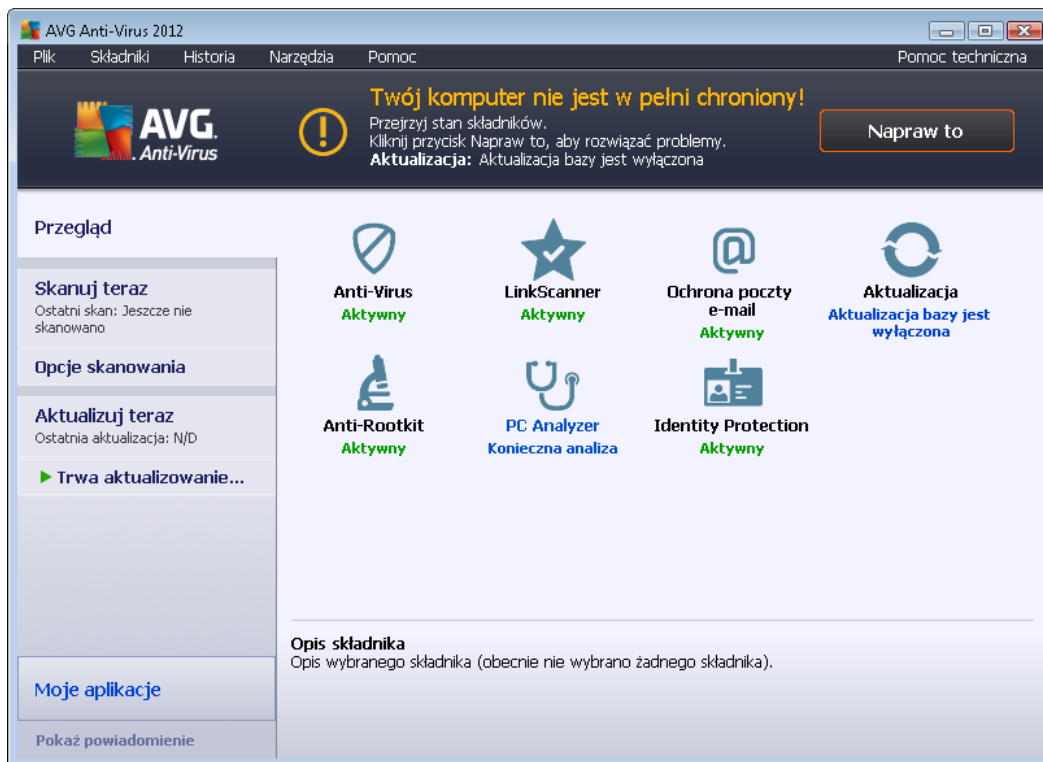 AVG Anti-Virus 2012
Plik Składniki Historia Narzędzia Pomoc Pomoc techniczna
AVG.
Anti-Virus
Twój komputer nie jest w pełni chroniony!
Przejrzyj stan składników.
Kliknij przycisk Napraw to, aby rozwiązać problemy.
Aktualizacja: Aktualizacja bazy jest wyłączona
Napraw to
Przegląd
Skanuj teraz
Ostatni skan: Jeszcze nie
skanowano
Opcje skanowania
Aktualizuj teraz
Ostatnia aktualizacja: N/D
Trwa aktualizowanie...
Moje aplikacje
Pokaż powiadomienie
Anti-Virus
Aktywny
LinkScanner
Aktywny
Ochrona poczty
e-mail
Aktywny
Aktualizacja
Aktualizacja bazy jest
wyłączona
Anti-Rootkit
Aktywny
PC Analyzer
Konieczna analiza
Identity Protection
Aktywny
Opis składnika
Opis wybranego składnika (obecnie nie wybrano żadnego składnika).